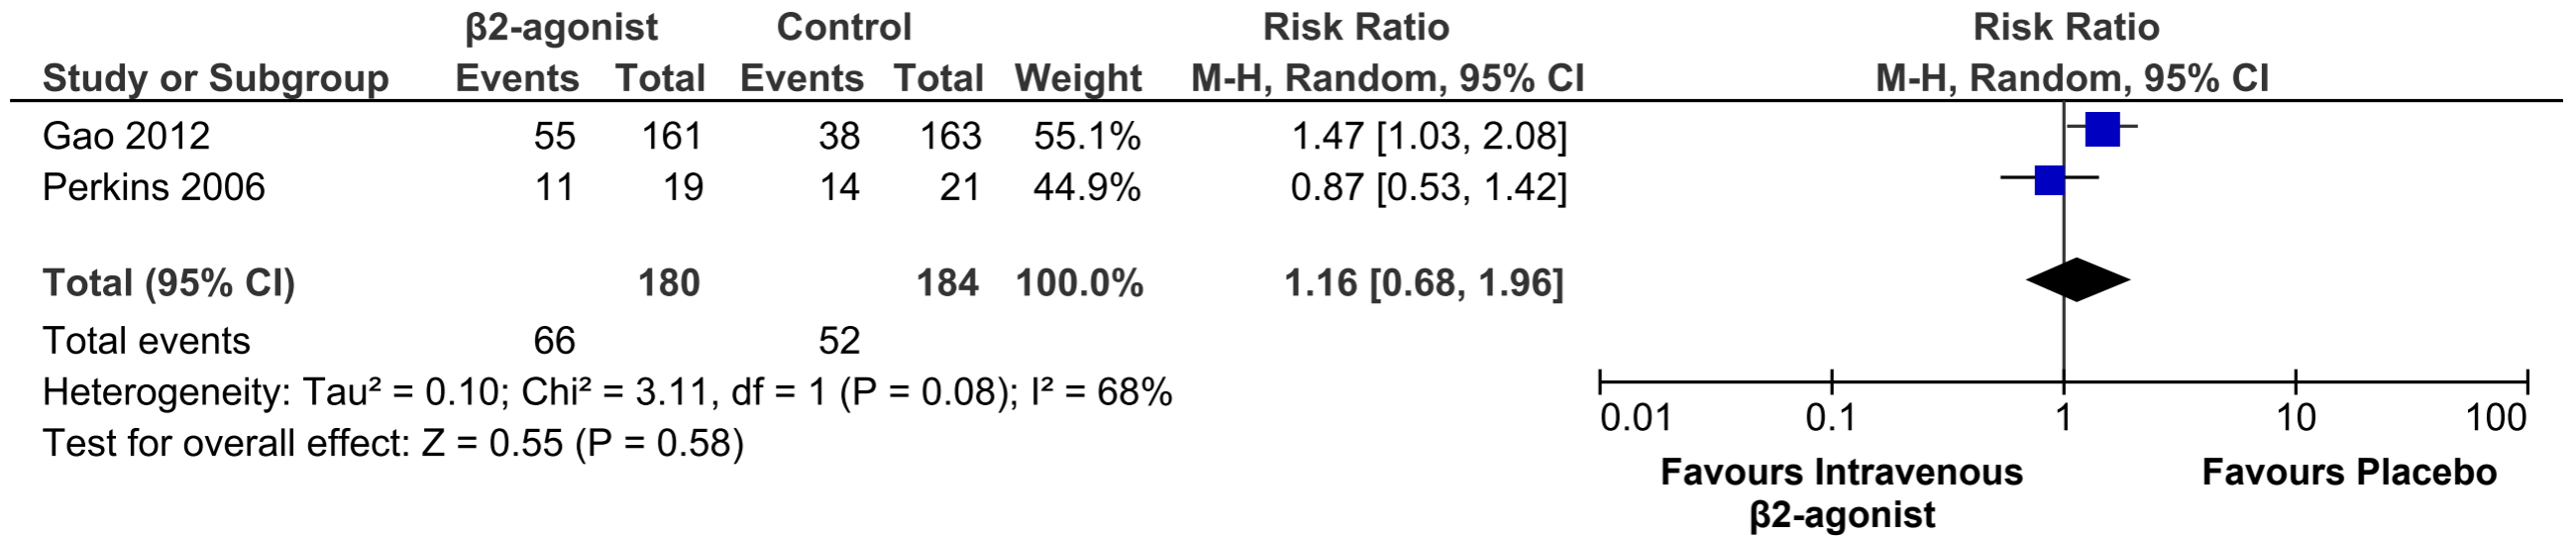 β2-agonist Control Risk Ratio Risk Ratio
Study or Subgroup Events Total Events Total Weight M-H, Random, 95% CI M-H, Random, 95% CI
Gao 2012 55 161 38 163 55.1% 1.47 [1.03, 2.08]
Perkins 2006 11 19 14 21 44.9% 0.87 [0.53, 1.42]
Total (95% CI) 180 184 100.0% 1.16 [0.68, 1.96]
Total events 66 52
Heterogeneity: Tau² = 0.10; Chi² = 3.11, df = 1 (P = 0.08); I² = 68%
Test for overall effect: Z = 0.55 (P = 0.58)
0.01 0.1 1 10 100
Favours Intravenous Favours Placebo
β2-agonist